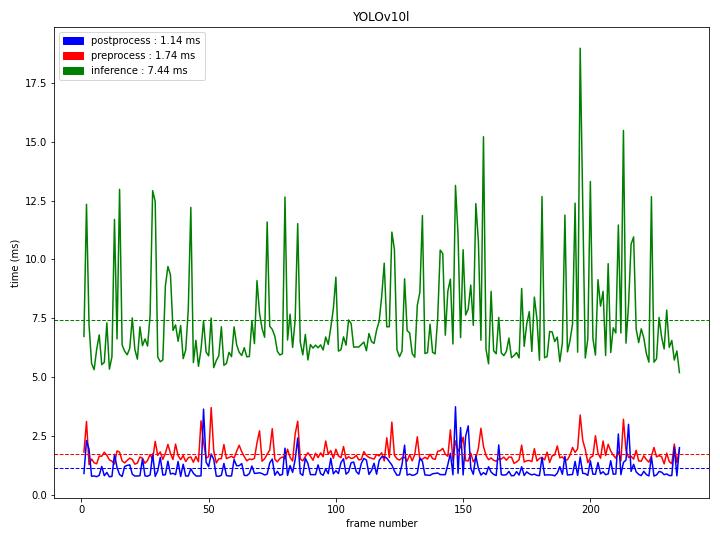 YOLOv10l
postprocess : 1.14 ms
preprocess : 1.74 ms
inference : 7.44 ms
time (ms)
17.5
15.0
12.5
10.0
7.5
5.0
2.5
0.0
0 50 100 150 200
frame number